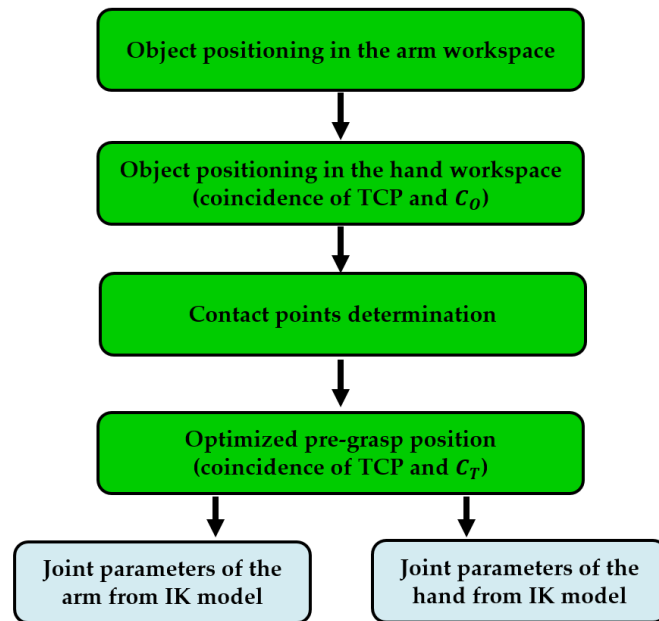 Object positioning in the arm workspace
Object positioning in the hand workspace
(coincidence of TCP and C_O)
Contact points determination
Optimized pre-grasp position
(coincidence of TCP and C_T)
Joint parameters of the
arm from IK model
Joint parameters of the
hand from IK model